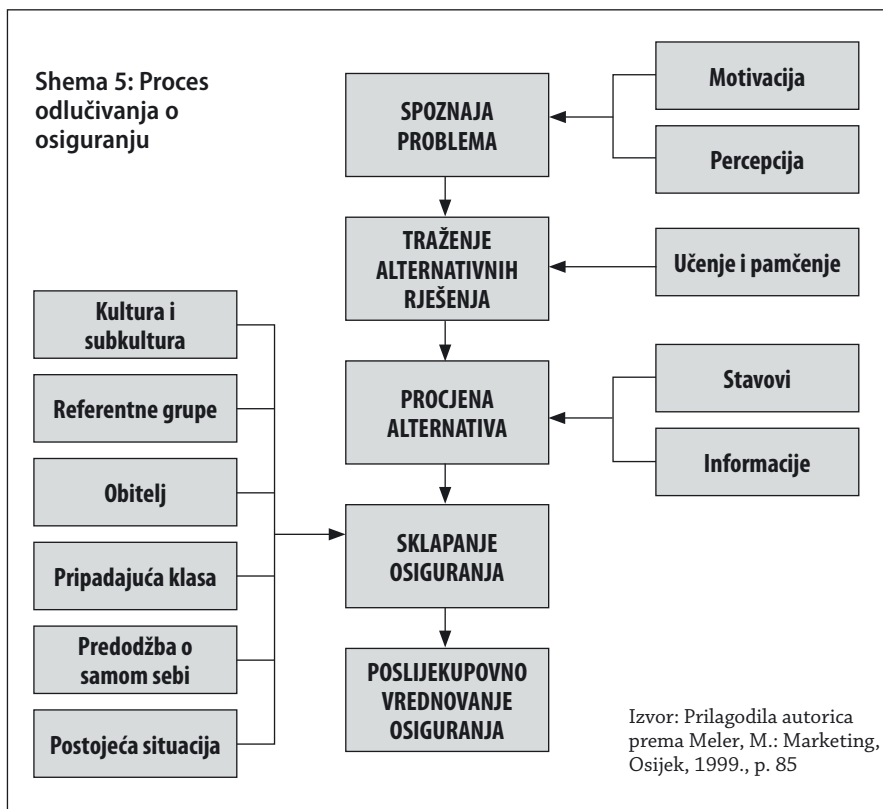 Shema 5: Proces
odlučivanja o
osiguranju
SPOZNAJA
PROBLEMA
Motivacija
Percepcija
TRAŽENJE
ALTERNATIVNIH
RJEŠENJA
Učenje i pamčenje
Kultura i
subkultura
Referentne grupe
Obitelj
Pripadajuća klasa
Predodžba o
samom sebi
Postojeća situacija
PROCJENA
ALTERNATIVA
Stavovi
Informacije
SKLAPANJE
OSIGURANJA
POSLIJEKUPOVNO
VREDNOVANJE
OSIGURANJA
Izvor: Prilagodila autorica
prema Meler, M.: Marketing,
Osijek, 1999., p. 85